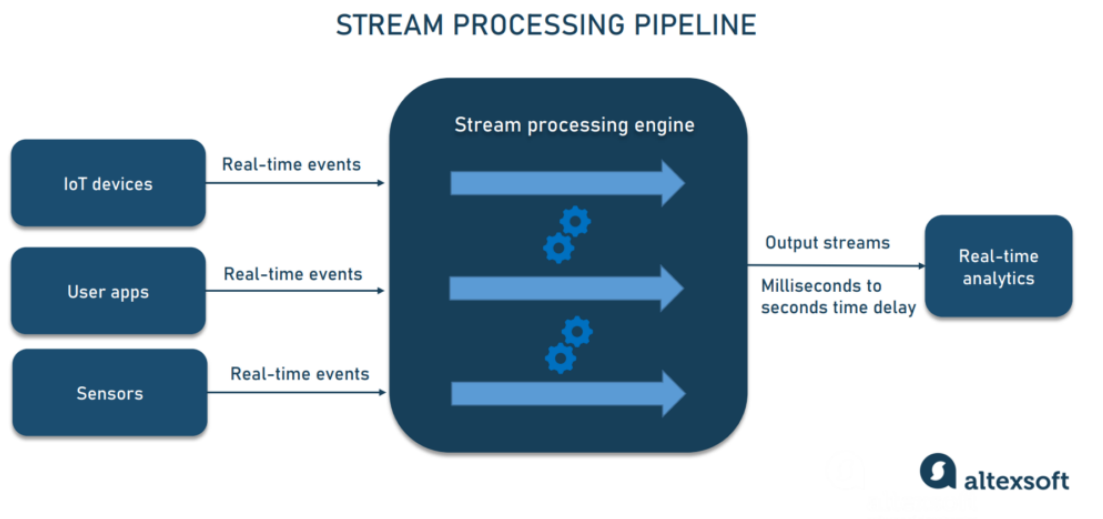 STREAM PROCESSING PIPELINE
Stream processing engine
IoT devices
Real-time events
User apps
Real-time events
Sensors
Real-time events
Output streams
Milliseconds to
seconds time delay
Real-time
analytics
altexsoft